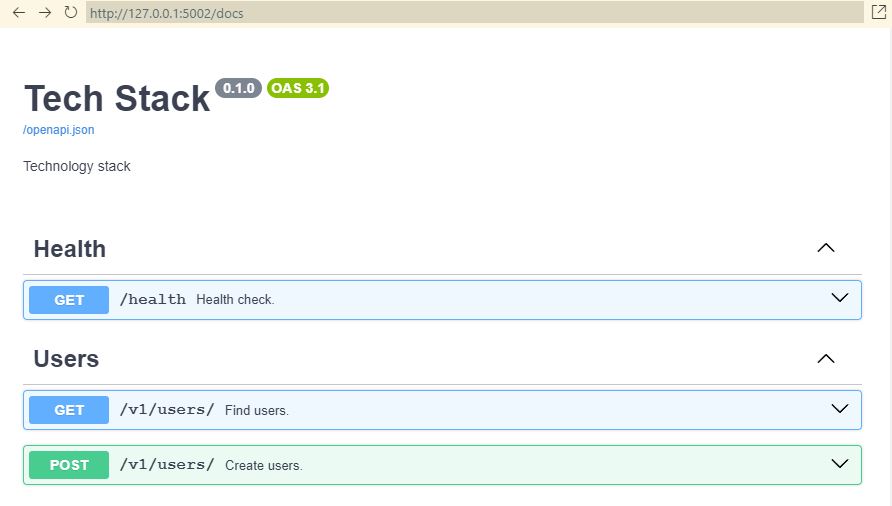 http://127.0.0.1:5002/docs
Tech Stack 0.1.0 OAS 3.1
/openapi.json
Technology stack
Health
GET /health Health check.
Users
GET /v1/users/ Find users.
POST /v1/users/ Create users.